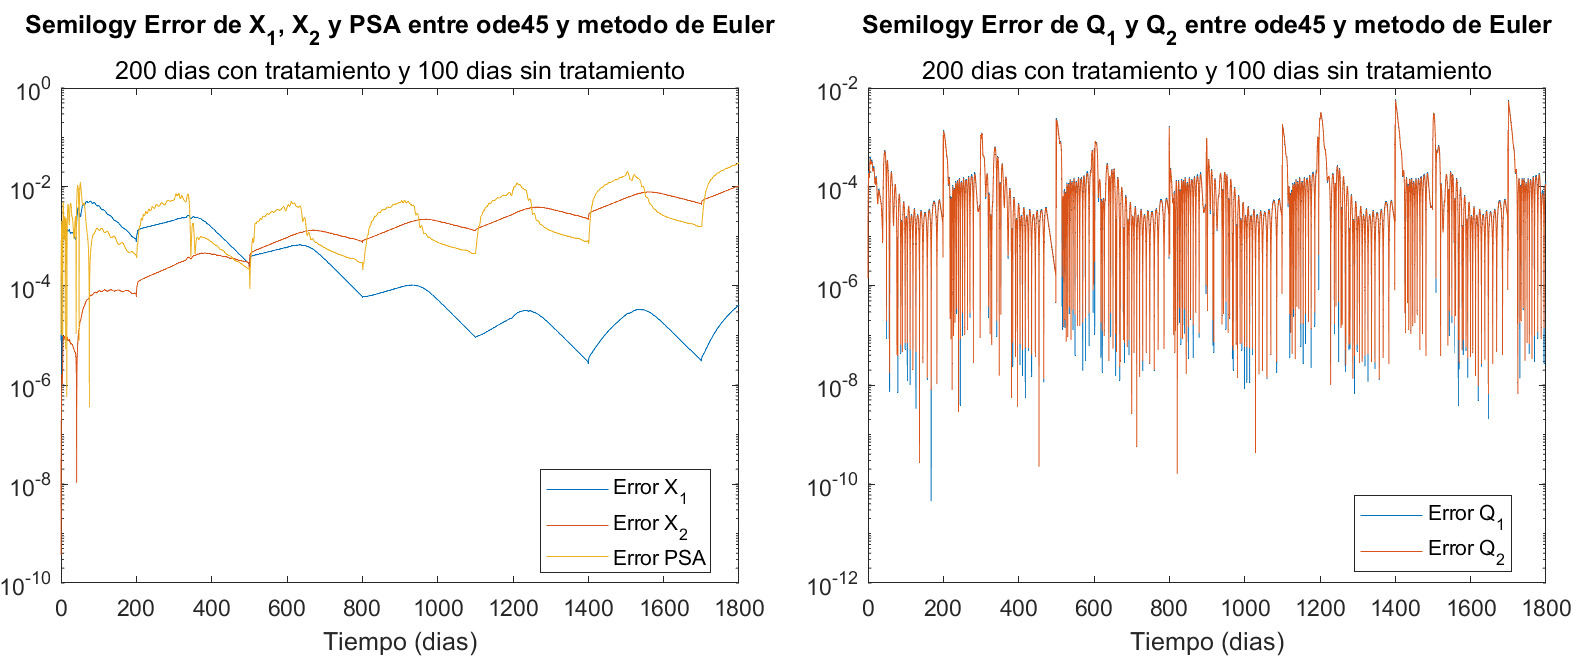 Semilogy Error de X1, X2 y PSA entre ode45 y metodo de Euler
200 dias con tratamiento y 100 dias sin tratamiento
10^0
10^-2
10^-4
10^-6
10^-8
10^-10
Error X1
Error X2
Error PSA
0 200 400 600 800 1000 1200 1400 1600 1800
Tiempo (dias)
Semilogy Error de Q1 y Q2 entre ode45 y metodo de Euler
200 dias con tratamiento y 100 dias sin tratamiento
10^-2
10^-4
10^-6
10^-8
10^-10
10^-12
Error Q1
Error Q2
0 200 400 600 800 1000 1200 1400 1600 1800
Tiempo (dias)